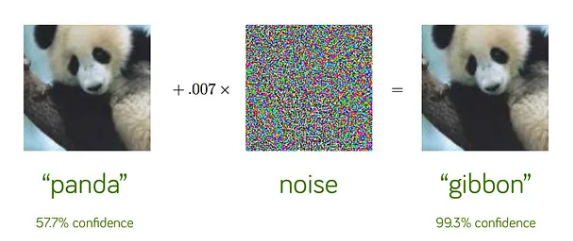 + .007 ×
=
“panda”
noise
“gibbon”
57.7% confidence
99.3% confidence